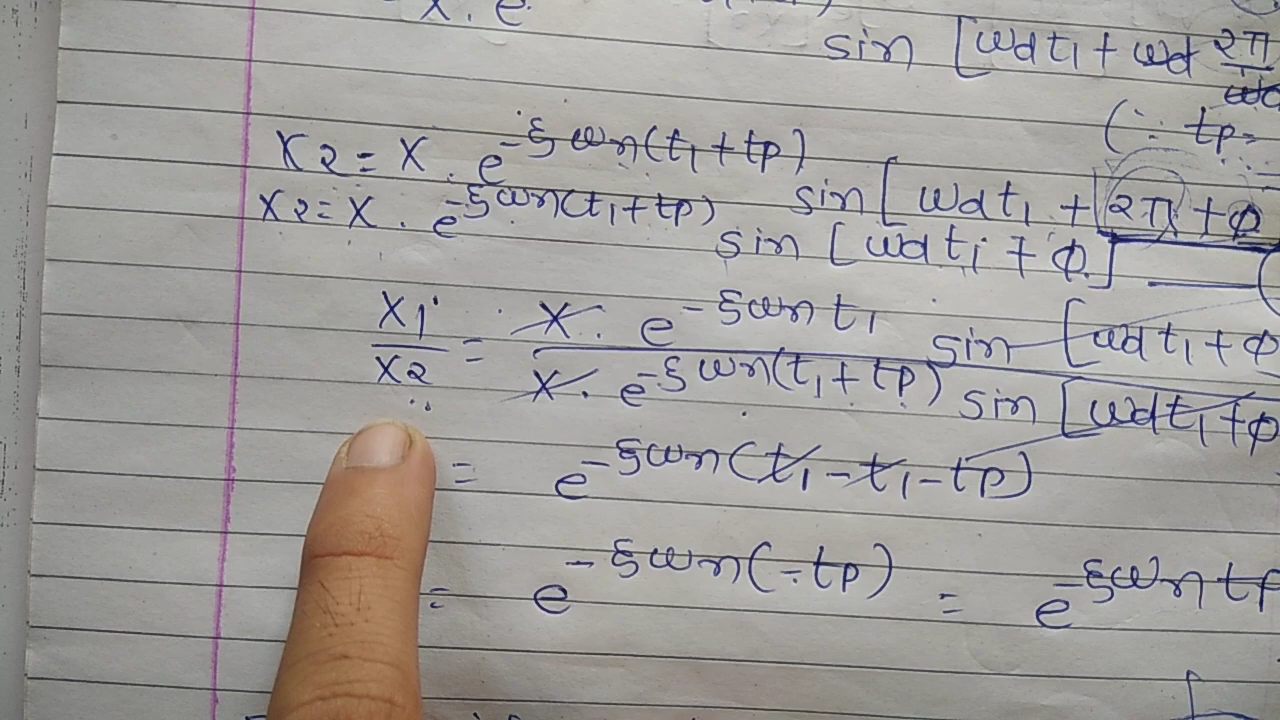 X. e
sin [ωd t1 + ωd 2π/ωd
(∵ tp=
X2 = X . e^-ξωn(t1 + tp) sin [ωd t1 + 2π + φ
X2 = X . e^-ξωn(t1 + tp) sin [ωd t1 + φ]
X1/X2 = X . e^-ξωn t1 sin [ωd t1 + φ / X . e^-ξωn(t1 + tp) sin [ωd t1 + φ
= e^-ξωn(t1 - t1 - tp)
= e^-ξωn(-tp) = e^-ξωn tp